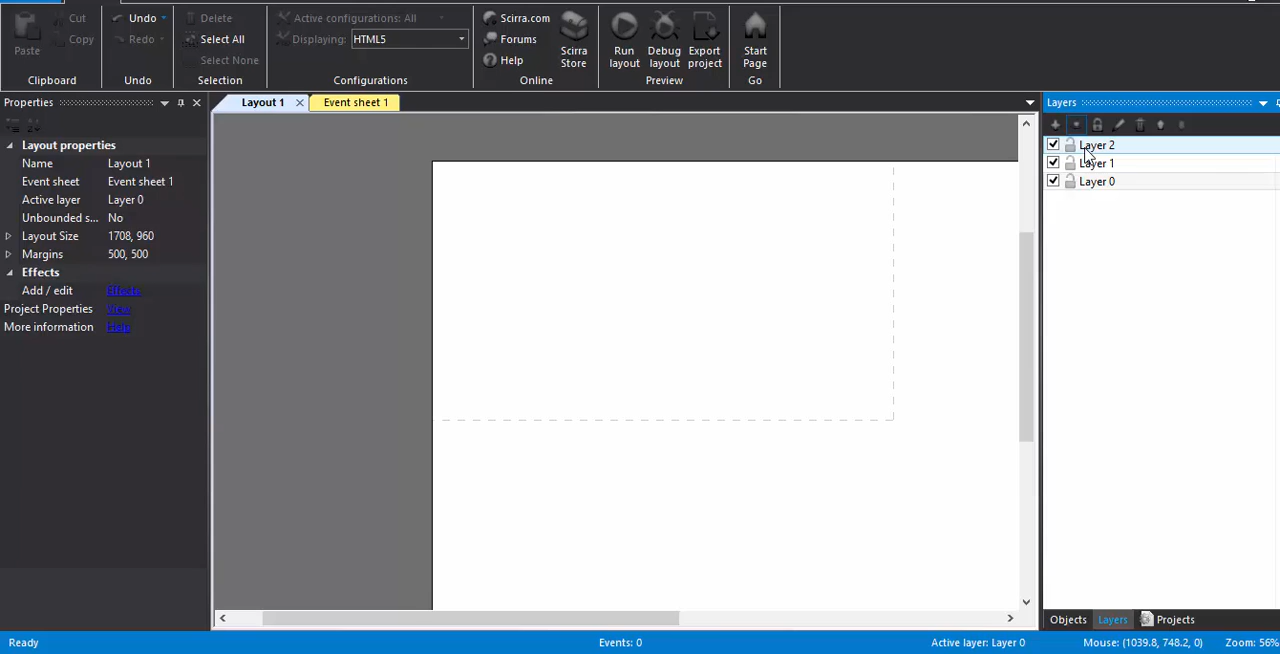 Paste
Cut
Copy
Clipboard
Undo
Redo
Undo
Delete
Select All
Select None
Selection
Active configurations: All
Displaying: HTML5
Configurations
Scirra.com
Forums
Help
Scirra Store
Online
Run layout
Debug layout
Export project
Preview
Start Page
Go
Properties
Layout properties
Name Layout 1
Event sheet Event sheet 1
Active layer Layer 0
Unbounded s... No
Layout Size 1708, 960
Margins 500, 500
Effects
Add / edit Effects
Project Properties View
More information Help
Layout 1
Event sheet 1
Layers
Layer 2
Layer 1
Layer 0
Objects Layers Projects
Ready Events: 0 Active layer: Layer 0 Mouse: (1039.8, 748.2, 0) Zoom: 56%